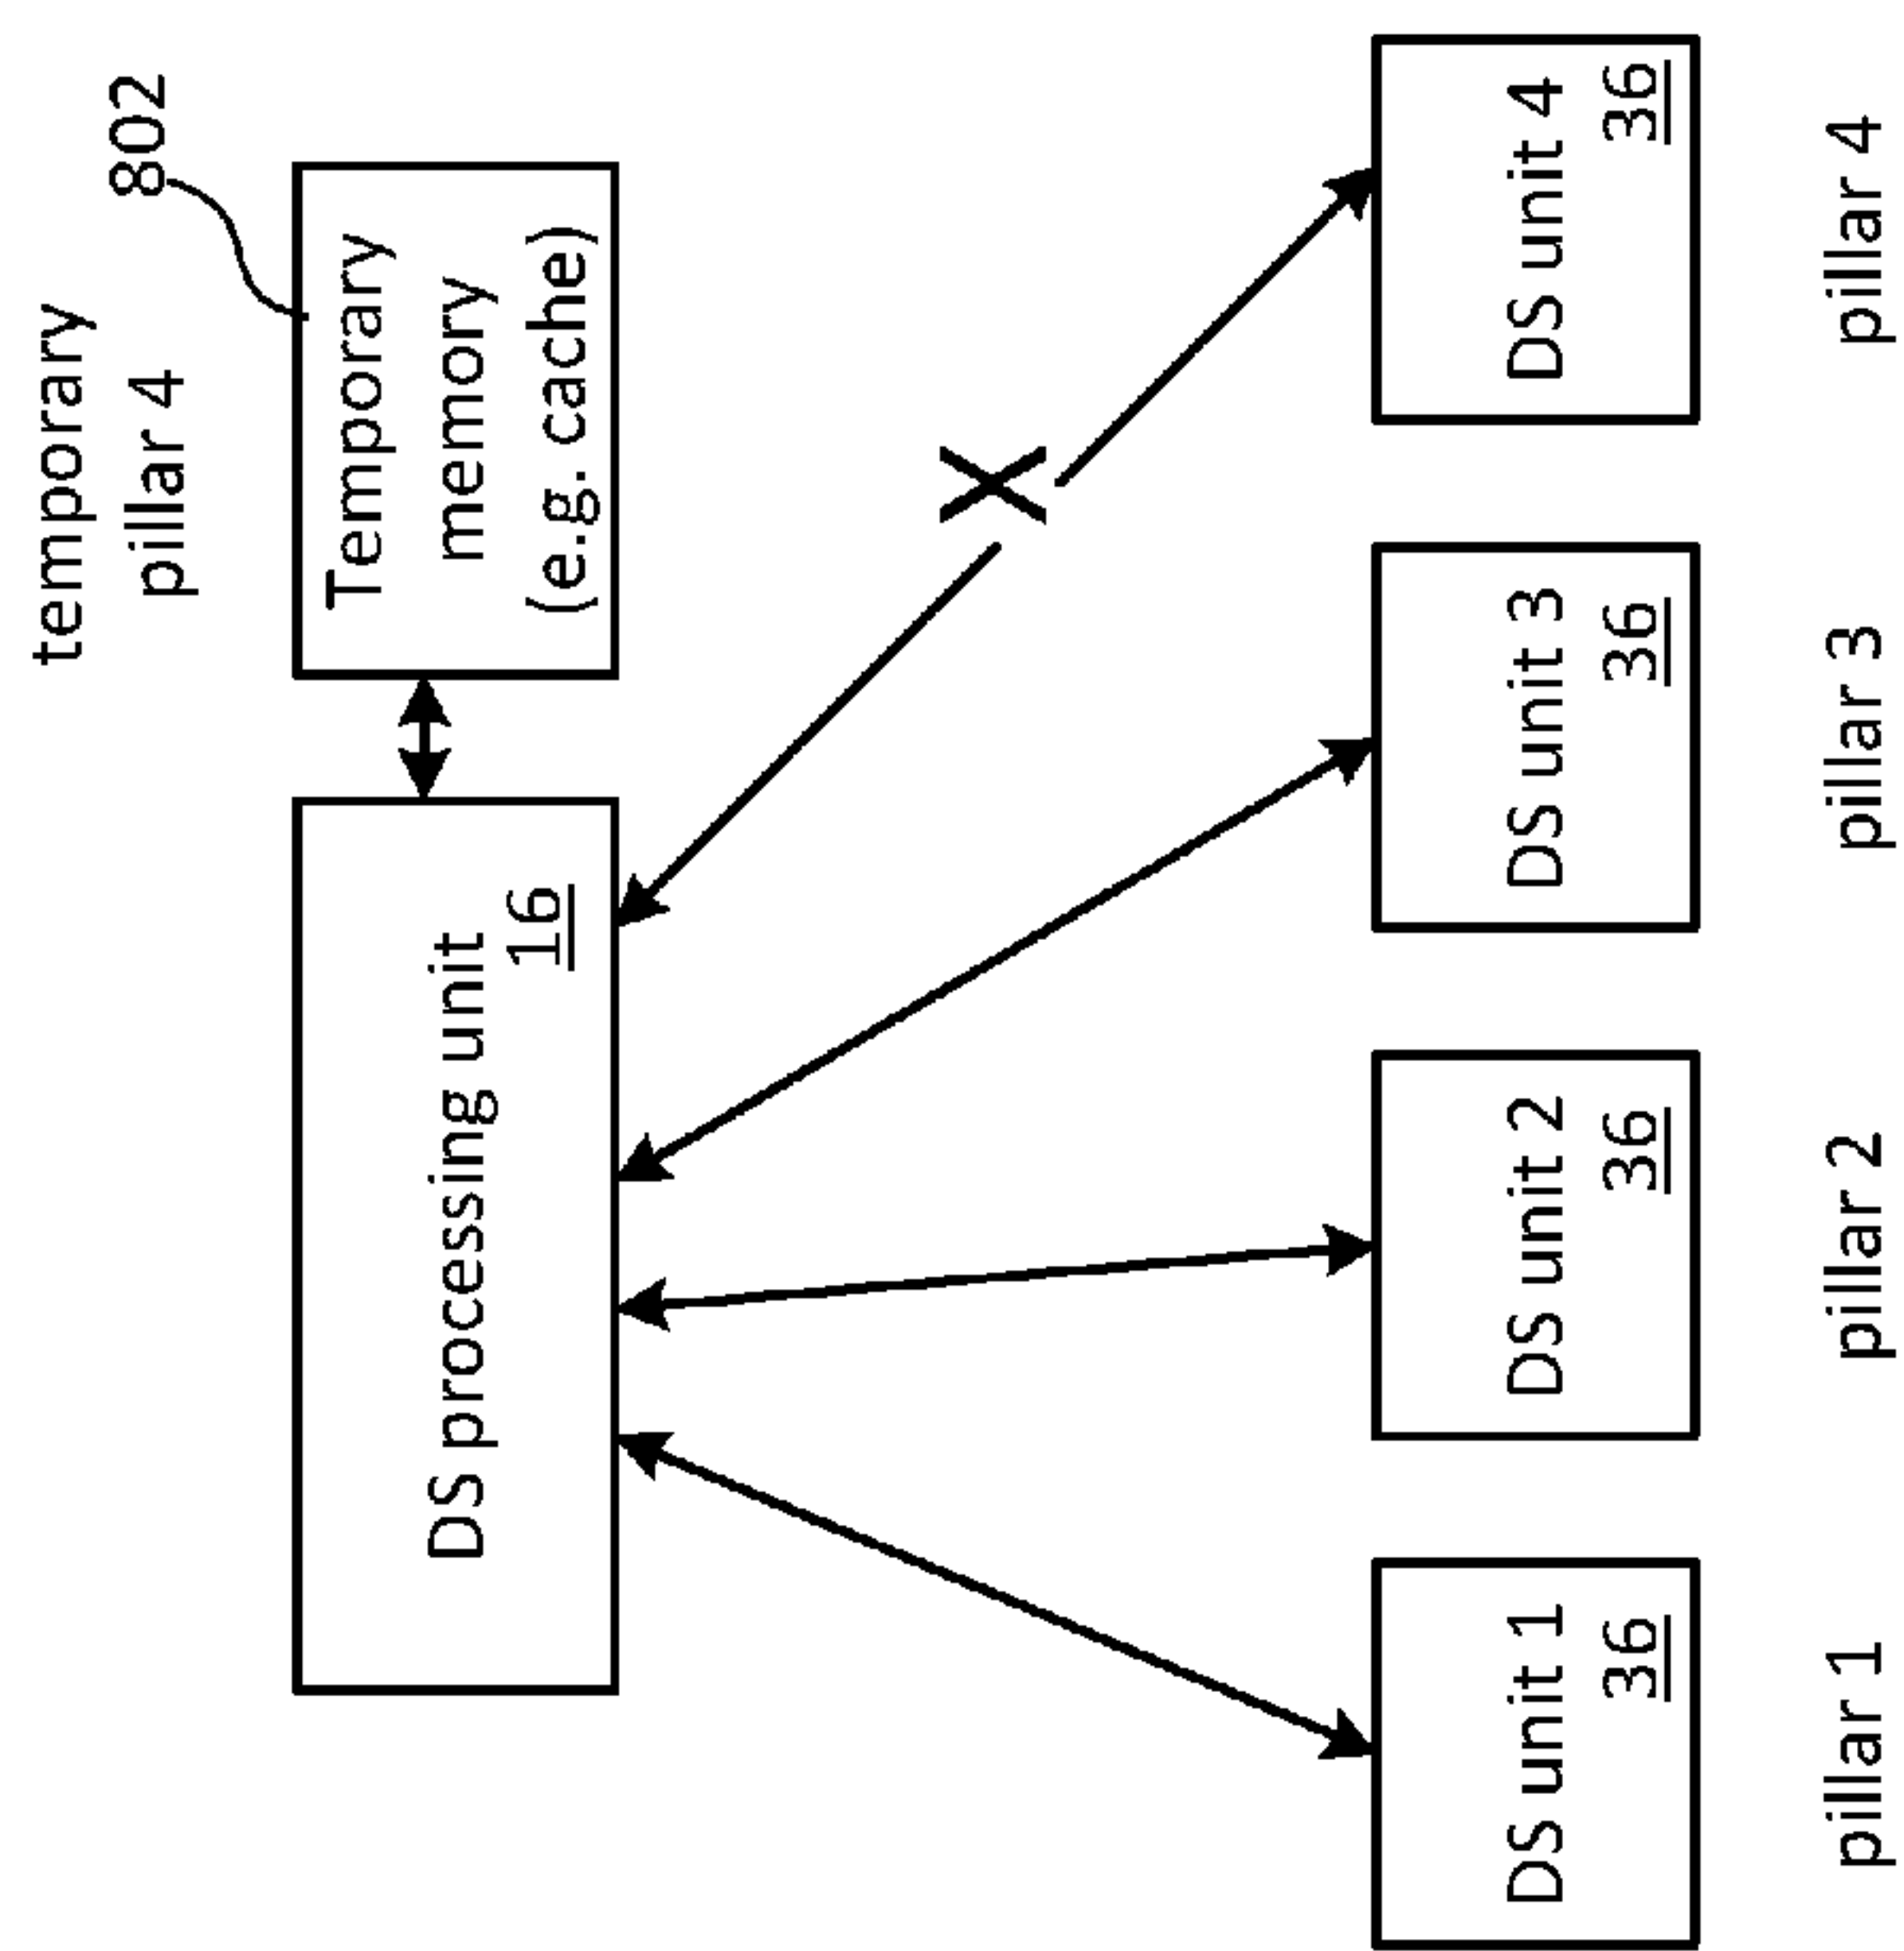 temporary
pillar 4
802
DS processing unit
16
Temporary
memory
(e.g. cache)
X
DS unit 1
36
DS unit 2
36
DS unit 3
36
DS unit 4
36
pillar 1
pillar 2
pillar 3
pillar 4